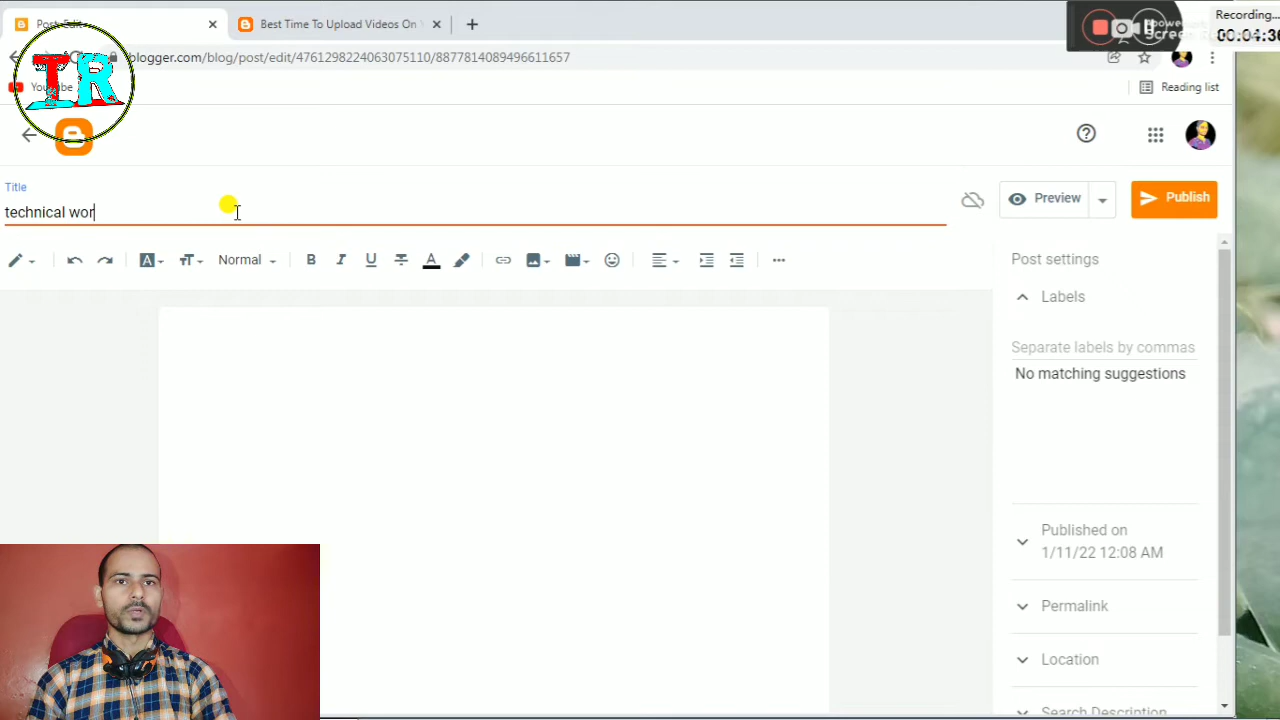 Post Edit
Best Time To Upload Videos On Y
Recording...
00:04:36
blogger.com/blog/post/edit/4761298224063075110/8877814089496611657
Youtube
Reading list
TR
Title
technical wor
Preview
Publish
Normal
Post settings
Labels
Separate labels by commas
No matching suggestions
Published on
1/11/22 12:08 AM
Permalink
Location
Search Description